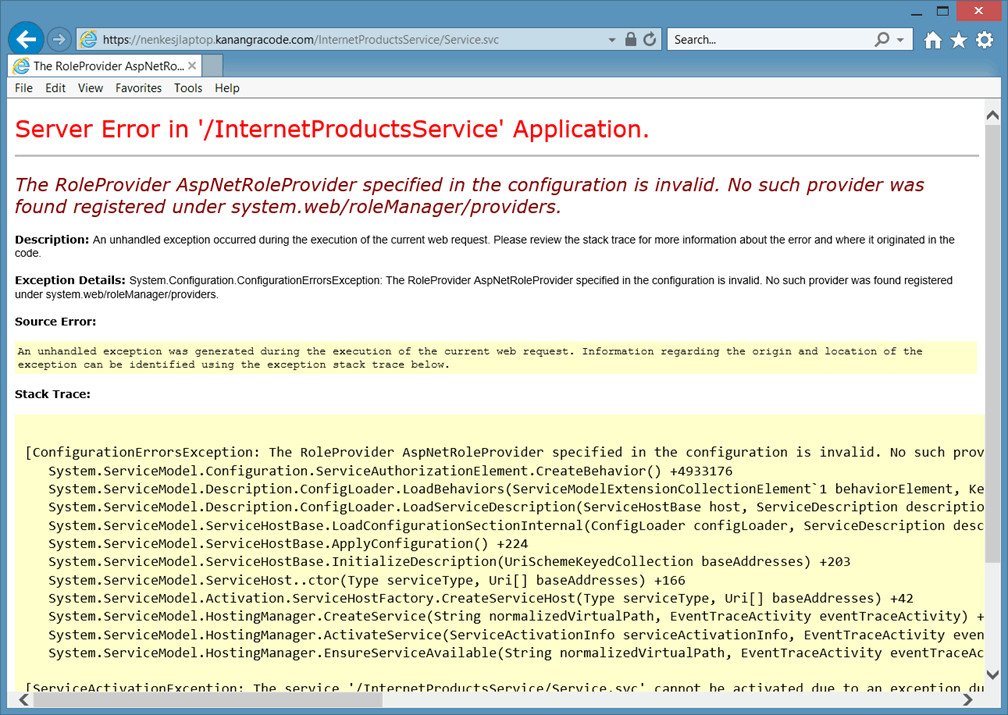 https://nenkesjlaptop.kanangracode.com/InternetProductsService/Service.svc
Search...
The RoleProvider AspNetRo...
File Edit View Favorites Tools Help
Server Error in '/InternetProductsService' Application.
The RoleProvider AspNetRoleProvider specified in the configuration is invalid. No such provider was
found registered under system.web/roleManager/providers.
Description: An unhandled exception occurred during the execution of the current web request. Please review the stack trace for more information about the error and where it originated in the
code.
Exception Details: System.Configuration.ConfigurationErrorsException: The RoleProvider AspNetRoleProvider specified in the configuration is invalid. No such provider was found registered
under system.web/roleManager/providers.
Source Error:
An unhandled exception was generated during the execution of the current web request. Information regarding the origin and location of the
exception can be identified using the exception stack trace below.
Stack Trace:
[ConfigurationErrorsException: The RoleProvider AspNetRoleProvider specified in the configuration is invalid. No such prov
System.ServiceModel.Configuration.ServiceAuthorizationElement.CreateBehavior() +4933176
System.ServiceModel.Description.ConfigLoader.LoadBehaviors(ServiceModelExtensionCollectionElement`1 behaviorElement, Ke
System.ServiceModel.Description.ConfigLoader.LoadServiceDescription(ServiceHostBase host, ServiceDescription descriptio
System.ServiceModel.ServiceHostBase.LoadConfigurationSectionInternal(ConfigLoader configLoader, ServiceDescription desc
System.ServiceModel.ServiceHostBase.ApplyConfiguration() +224
System.ServiceModel.ServiceHostBase.InitializeDescription(UriSchemeKeyedCollection baseAddresses) +203
System.ServiceModel.ServiceHost..ctor(Type serviceType, Uri[] baseAddresses) +166
System.ServiceModel.Activation.ServiceHostFactory.CreateServiceHost(Type serviceType, Uri[] baseAddresses) +42
System.ServiceModel.HostingManager.CreateService(String normalizedVirtualPath, EventTraceActivity eventTraceActivity) +
System.ServiceModel.HostingManager.ActivateService(ServiceActivationInfo serviceActivationInfo, EventTraceActivity even
System.ServiceModel.HostingManager.EnsureServiceAvailable(String normalizedVirtualPath, EventTraceActivity eventTraceAc
[ServiceActivationException: The service '/InternetProductsService/Service.svc' cannot be activated due to an exception du